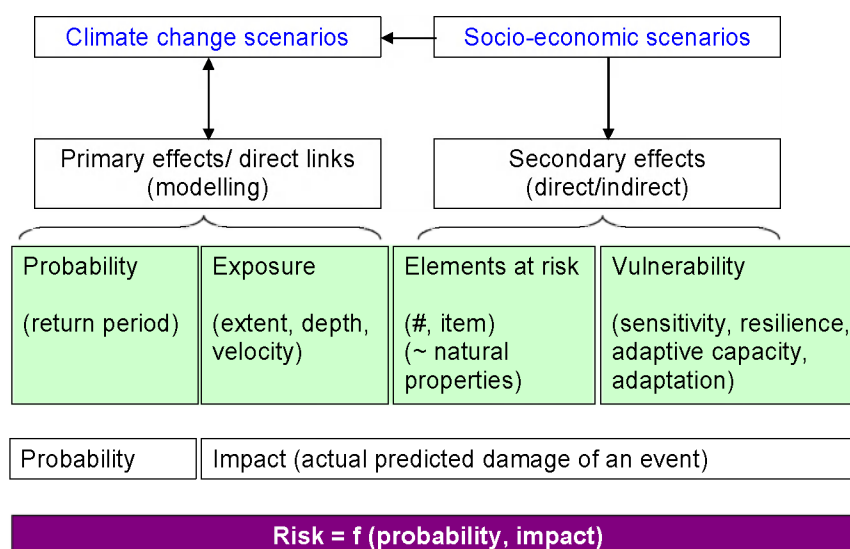 Climate change scenarios
Socio-economic scenarios
Primary effects/ direct links
(modelling)
Secondary effects
(direct/indirect)
Probability
(return period)
Exposure
(extent, depth,
velocity)
Elements at risk
(#, item)
(~ natural
properties)
Vulnerability
(sensitivity, resilience,
adaptive capacity,
adaptation)
Probability
Impact (actual predicted damage of an event)
Risk = f (probability, impact)